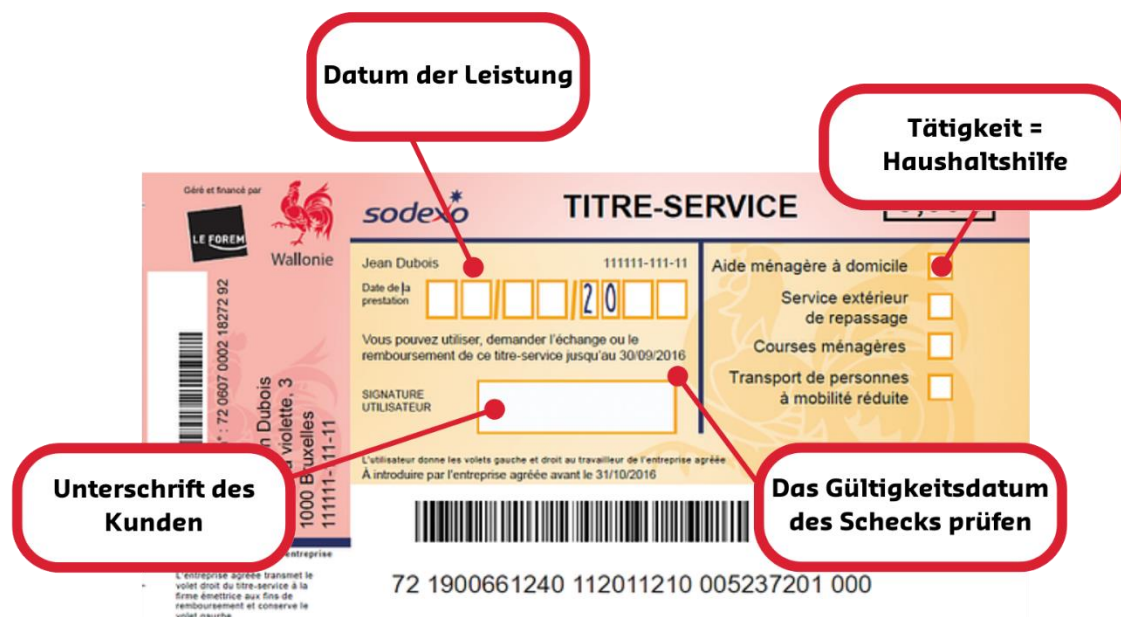 Datum der Leistung
Tätigkeit =
Haushaltshilfe
Géré et financé par
LE FOREM
Wallonie
sodexo
TITRE-SERVICE
Jean Dubois 111111-111-11
Date de la
prestation
20
Vous pouvez utiliser, demander l'échange ou le
remboursement de ce titre-service jusqu'au 30/09/2016
SIGNATURE
UTILISATEUR
L'utilisateur donne les volets gauche et droit au travailleur de l'entreprise agréée
À introduire par l'entreprise agréée avant le 31/10/2016
Aide ménagère à domicile
Service extérieur
de repassage
Courses ménagères
Transport de personnes
à mobilité réduite
: 72 0607 0002 18272 92
Dubois
violette, 3
1000 Bruxelles
111111-111-11
Unterschrift des
Kunden
Das Gültigkeitsdatum
des Schecks prüfen
entreprise
L'entreprise agréée transmet le
volet droit du titre-service à la
firme émettrice aux fins de
remboursement et conserve le
volet gauche.
72 1900661240 112011210 005237201 000